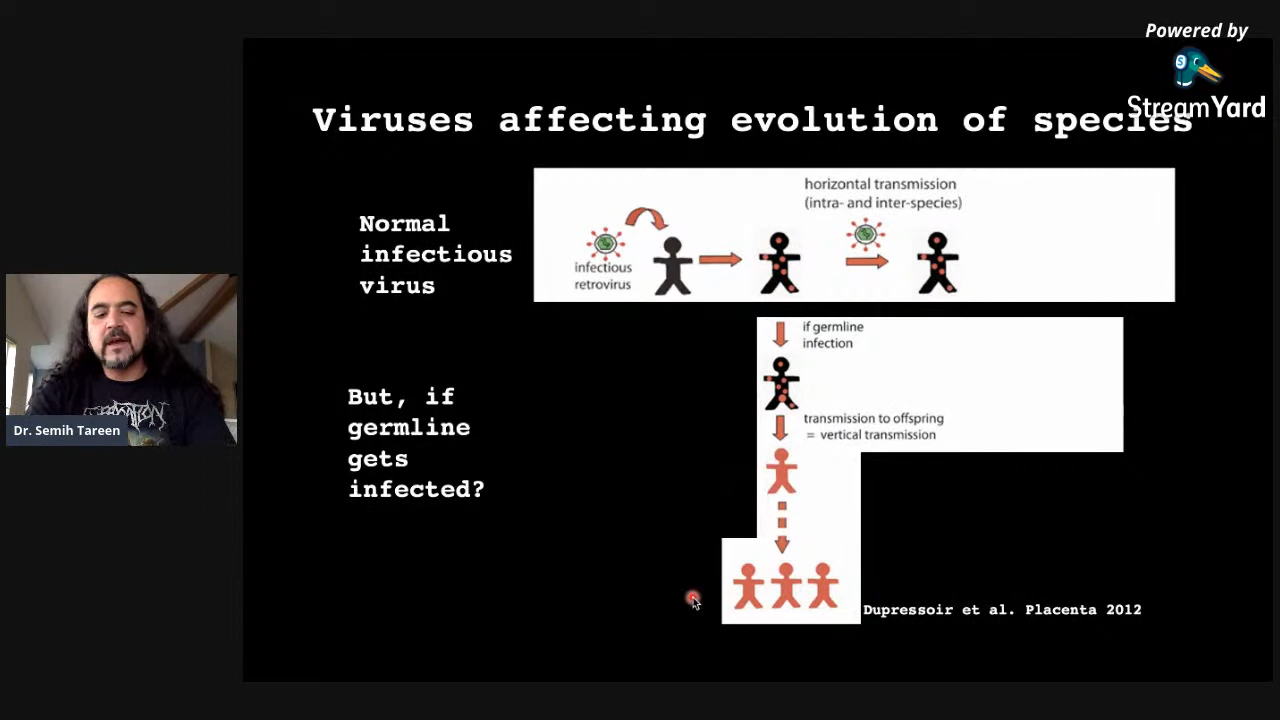 Powered by
StreamYard
Viruses affecting evolution of species
Normal
infectious
virus
infectious
retrovirus
horizontal transmission
(intra- and inter-species)
But, if
germline
gets
infected?
if germline
infection
transmission to offspring
= vertical transmission
Dupressoir et al. Placenta 2012
Dr. Semih Tareen